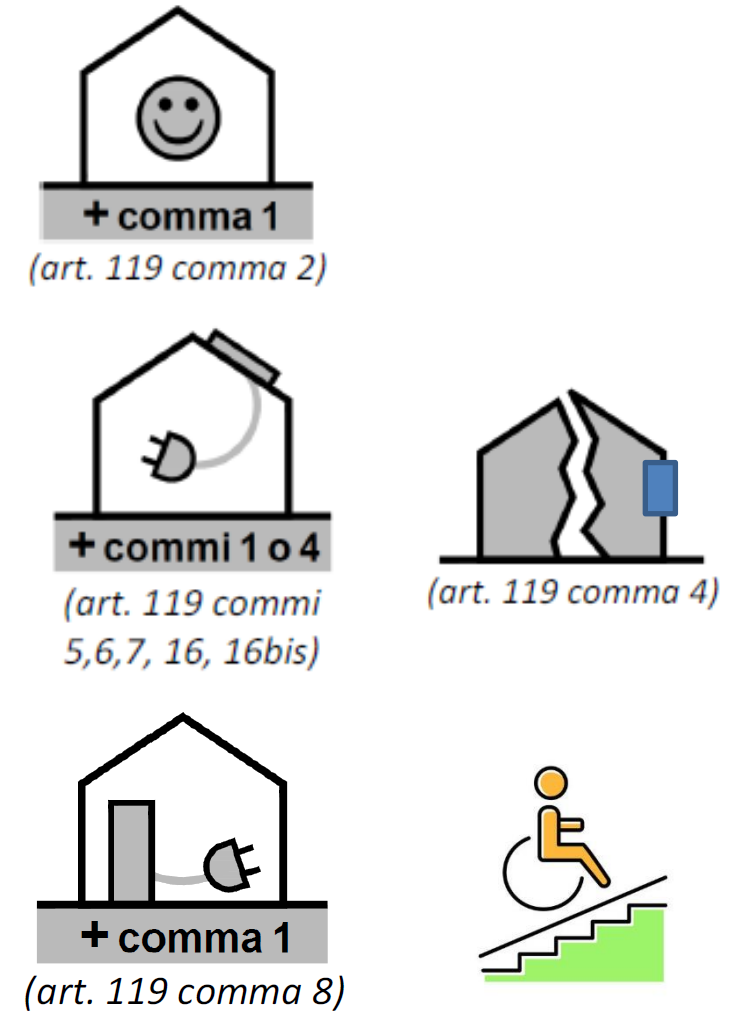 + comma 1
(art. 119 comma 2)
+ commi 1 o 4
(art. 119 commi
5,6,7, 16, 16bis)
(art. 119 comma 4)
+ comma 1
(art. 119 comma 8)